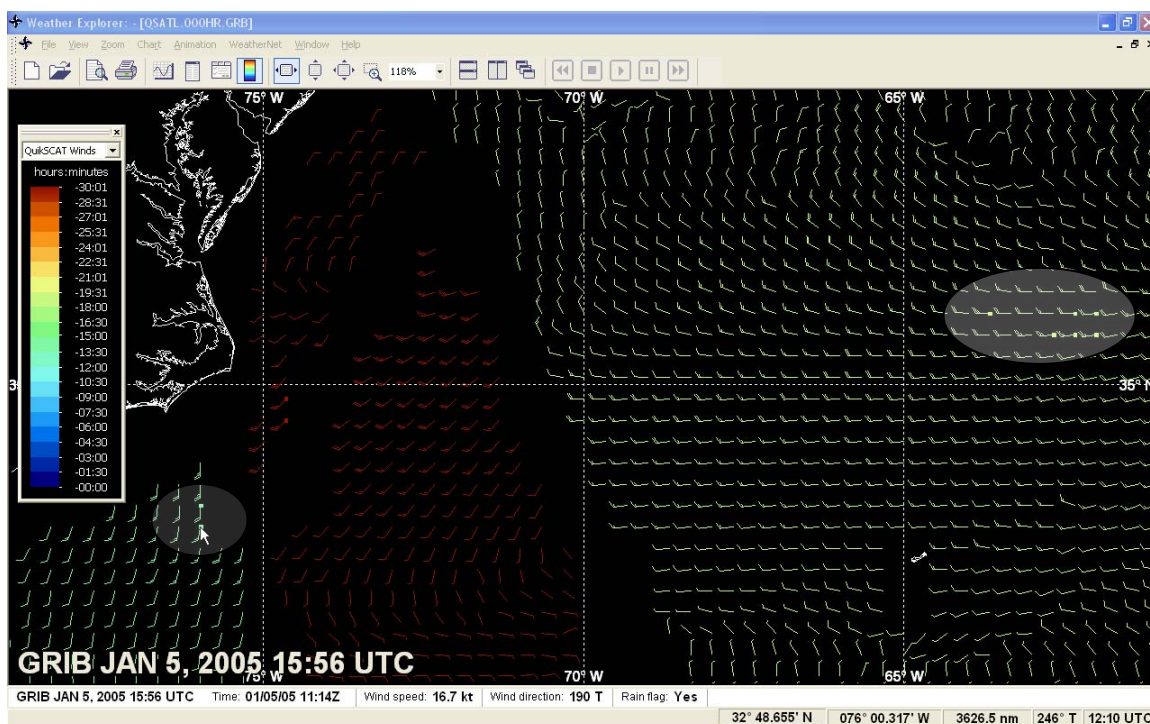 Weather Explorer: - [QSATL.000HR.GRB]
File View Zoom Chart Animation WeatherNet Window Help
118%
75° W 70° W 65° W
QuikSCAT Winds
hours:minutes
-30:01
-28:31
-27:01
-25:31
-24:01
-22:31
-21:01
-19:31
-18:00
-16:30
-15:00
-13:30
-12:00
-10:30
-09:00
-07:30
-06:00
-04:30
-03:00
-01:30
-00:00
35° N
GRIB JAN 5, 2005 15:56 UTC
75° W 70° W 65° W
GRIB JAN 5, 2005 15:56 UTC Time: 01/05/05 11:14Z Wind speed: 16.7 kt Wind direction: 190 T Rain flag: Yes
32° 48.655' N 076° 00.317' W 3626.5 nm 246° T 12:10 UTC